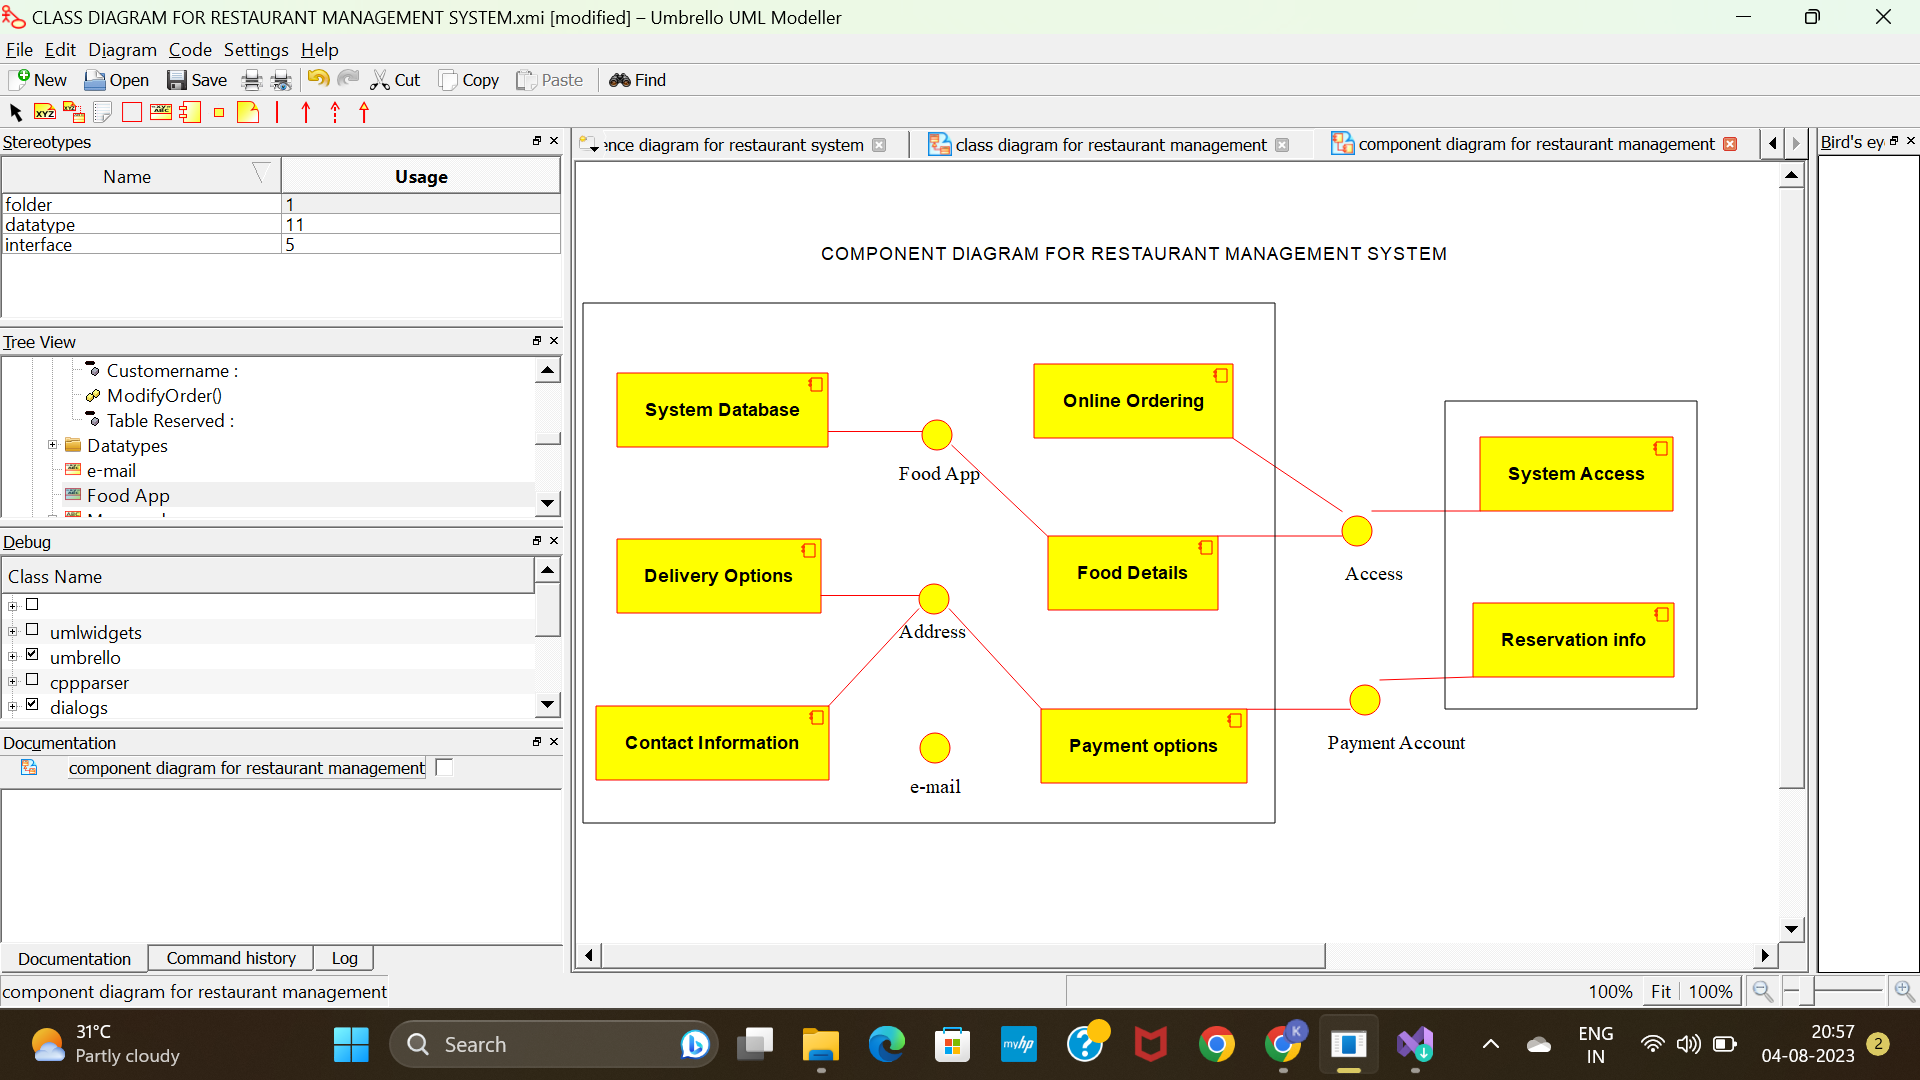 CLASS DIAGRAM FOR RESTAURANT MANAGEMENT SYSTEM.xmi [modified] – Umbrello UML Modeller
File Edit Diagram Code Settings Help
New Open Save Cut Copy Paste Find
Stereotypes
Name Usage
folder 1
datatype 11
interface 5
Tree View
Customername :
ModifyOrder()
Table Reserved :
Datatypes
e-mail
Food App
Debug
Class Name
umlwidgets
umbrello
cppparser
dialogs
Documentation
component diagram for restaurant management
Documentation Command history Log
component diagram for restaurant management
ence diagram for restaurant system
class diagram for restaurant management
component diagram for restaurant management
Bird's ey
COMPONENT DIAGRAM FOR RESTAURANT MANAGEMENT SYSTEM
System Database
Online Ordering
Food App
System Access
Delivery Options
Food Details
Access
Address
Reservation info
Contact Information
Payment options
Payment Account
e-mail
100% Fit 100%
31°C
Partly cloudy
Search
myhp
K
ENG
IN
20:57
04-08-2023
2